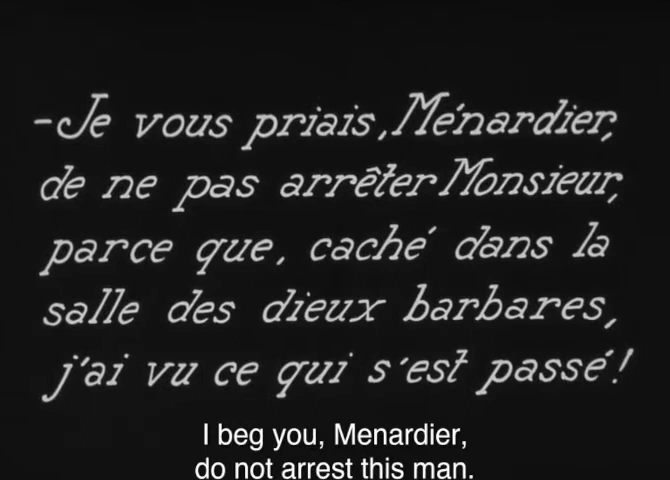 -Je vous priais, Ménardier,
de ne pas arrêter Monsieur,
parce que, caché dans la
salle des dieux barbares,
j'ai vu ce qui s'est passé!
I beg you, Menardier,
do not arrest this man.